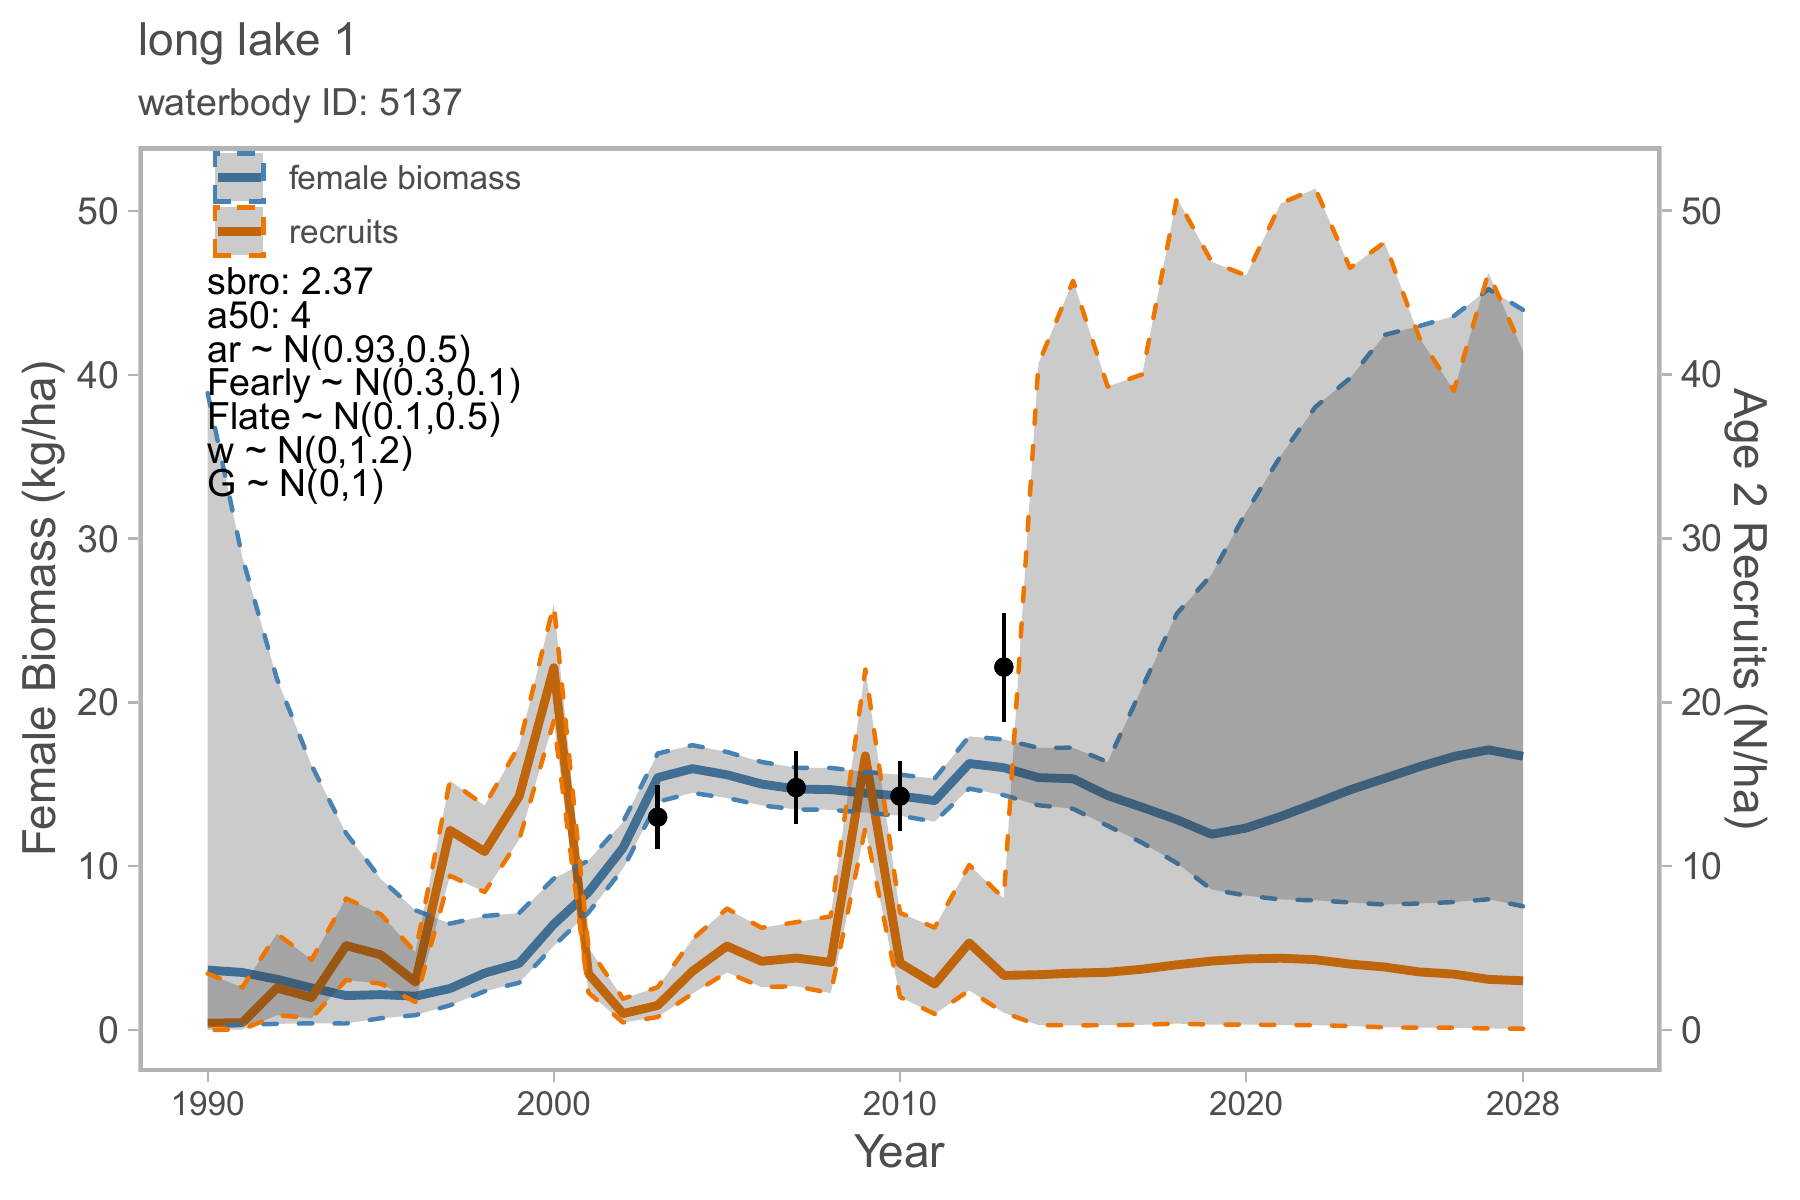 long lake 1
waterbody ID: 5137
female biomass
recruits
sbro: 2.37
a50: 4
ar ~ N(0.93,0.5)
Fearly ~ N(0.3,0.1)
Flate ~ N(0.1,0.5)
w ~ N(0,1.2)
G ~ N(0,1)
Female Biomass (kg/ha)
50
40
30
20
10
0
50
40
30
20
10
0
Age 2 Recruits (N/ha)
1990 2000 2010 2020 2028
Year